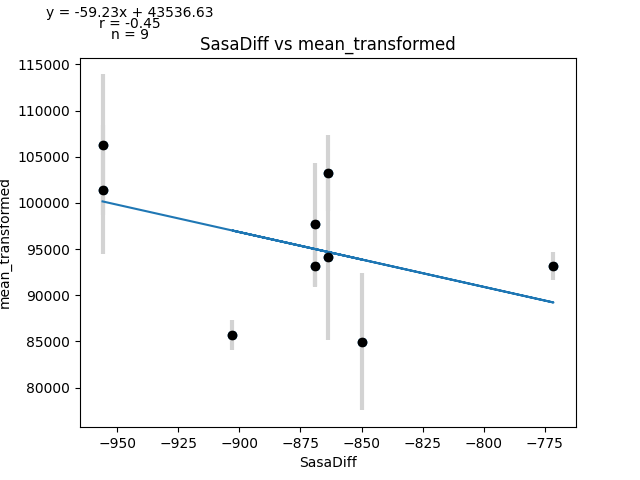 y = -59.23x + 43536.63
r = -0.45
n = 9
SasaDiff vs mean_transformed
115000
110000
105000
100000
95000
90000
85000
80000
mean_transformed
−950 −925 −900 −875 −850 −825 −800 −775
SasaDiff